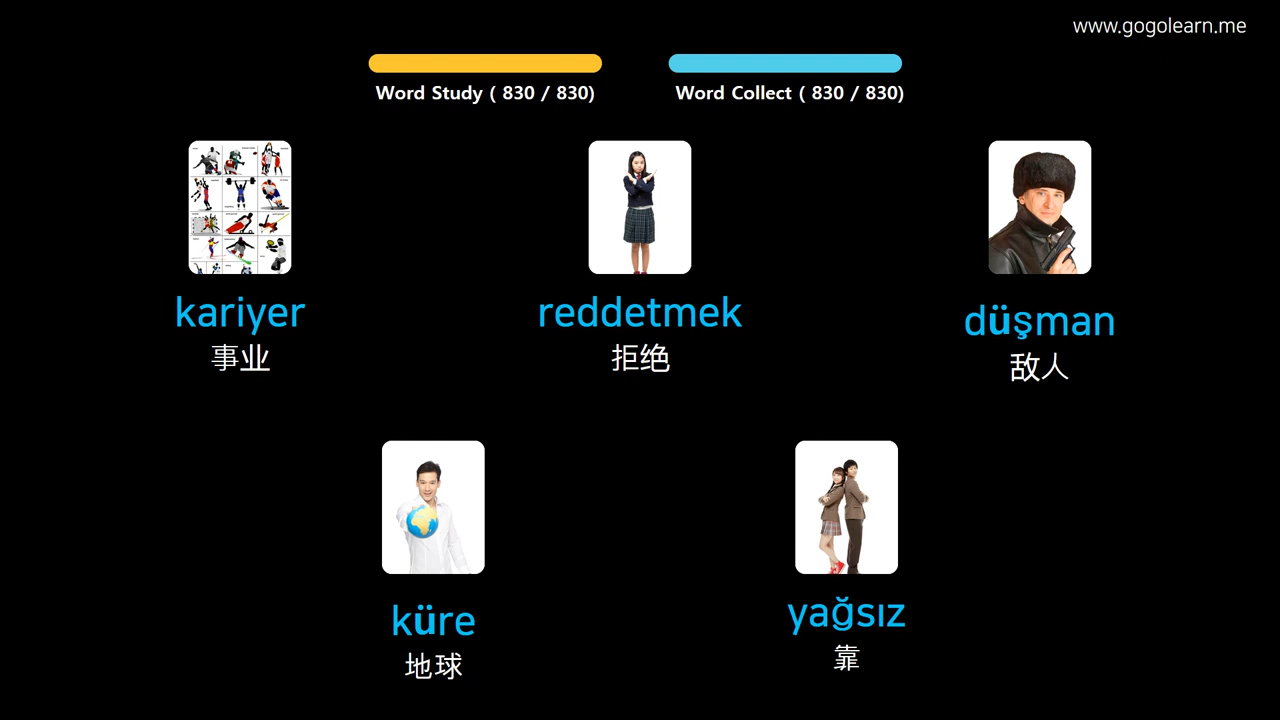 www.gogolearn.me
Word Study ( 830 / 830)
Word Collect ( 830 / 830)
kariyer
事业
reddetmek
拒绝
düşman
敌人
küre
地球
yağsız
靠